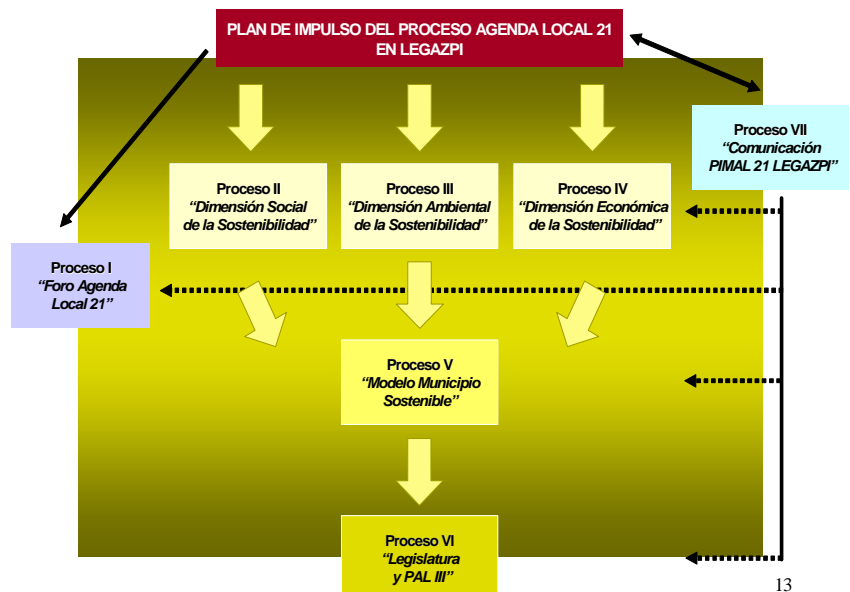 PLAN DE IMPULSO DEL PROCESO AGENDA LOCAL 21
EN LEGAZPI
Proceso VII
“Comunicación
PIMAL 21 LEGAZPI”
Proceso II
“Dimensión Social
de la Sostenibilidad”
Proceso III
“Dimensión Ambiental
de la Sostenibilidad”
Proceso IV
“Dimensión Económica
de la Sostenibilidad”
Proceso I
“Foro Agenda
Local 21”
Proceso V
“Modelo Municipio
Sostenible”
Proceso VI
“Legislatura
y PAL III”
13